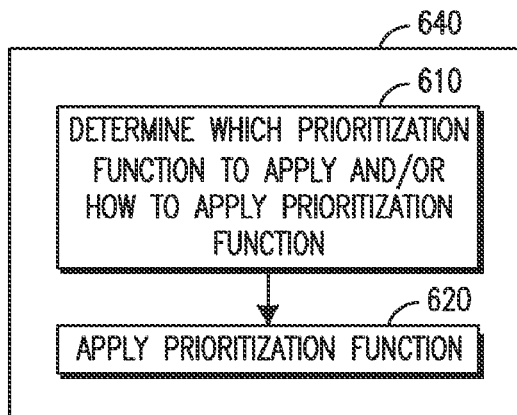 640
610
DETERMINE WHICH PRIORITIZATION
FUNCTION TO APPLY AND/OR
HOW TO APPLY PRIORITIZATION
FUNCTION
620
APPLY PRIORITIZATION FUNCTION